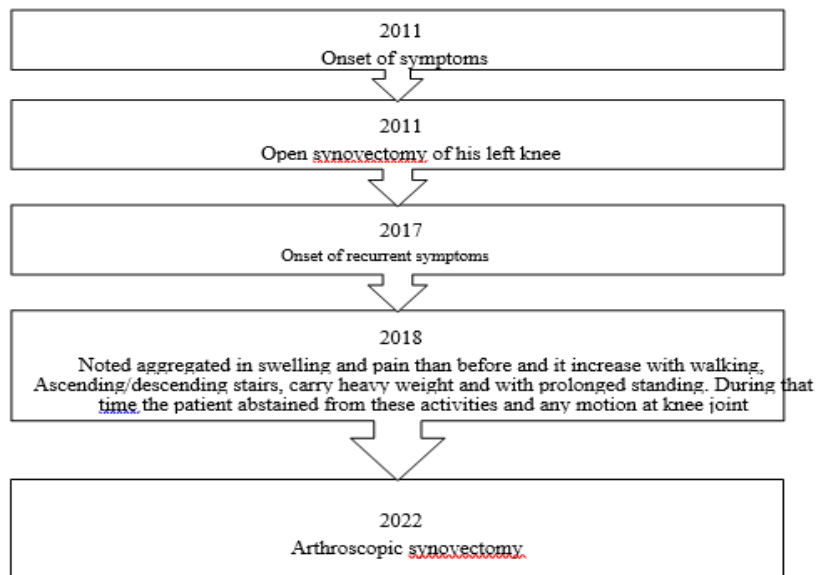 2011
Onset of symptoms
2011
Open synovectomy of his left knee
2017
Onset of recurrent symptoms
2018
Noted aggregated in swelling and pain than before and it increase with walking,
Ascending/descending stairs, carry heavy weight and with prolonged standing. During that
time the patient abstained from these activities and any motion at knee joint
2022
Arthroscopic synovectomy